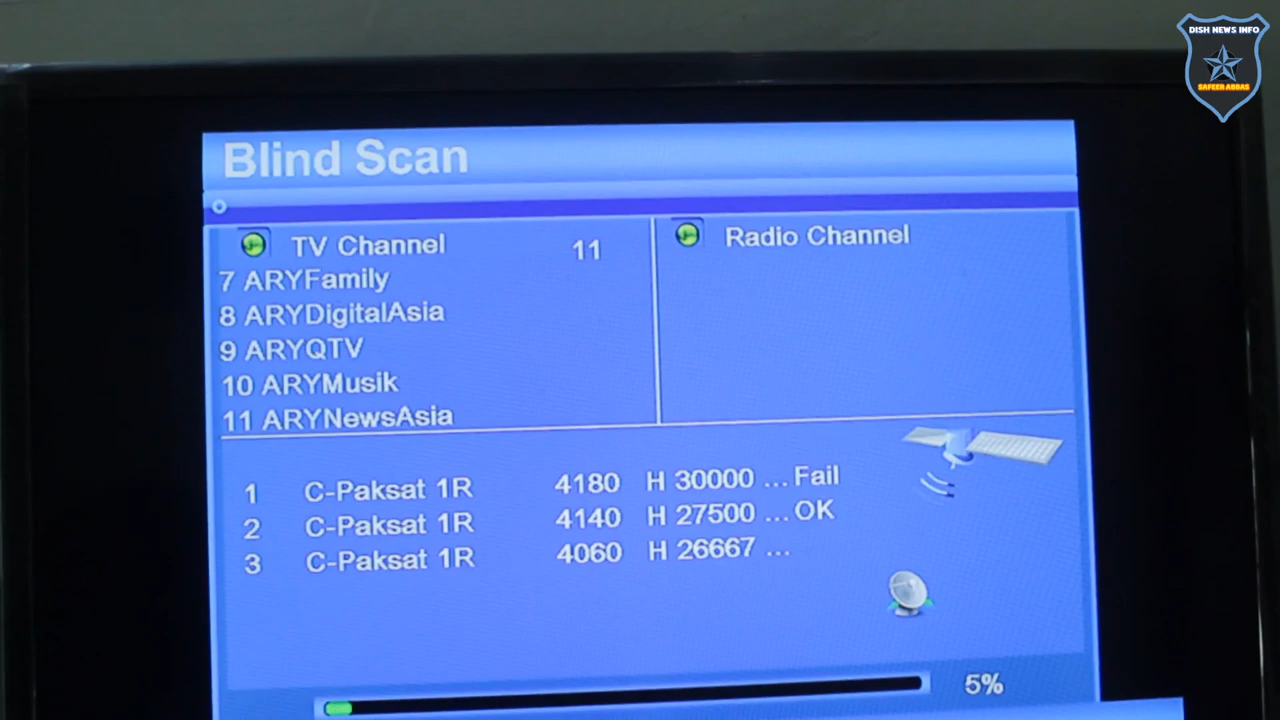 DISH NEWS INFO
SAFEER ABBAS
Blind Scan
TV Channel 11
7 ARYFamily
8 ARYDigitalAsia
9 ARYQTV
10 ARYMusik
11 ARYNewsAsia
Radio Channel
1 C-Paksat 1R 4180 H 30000 ... Fail
2 C-Paksat 1R 4140 H 27500 ... OK
3 C-Paksat 1R 4060 H 26667 ...
5%